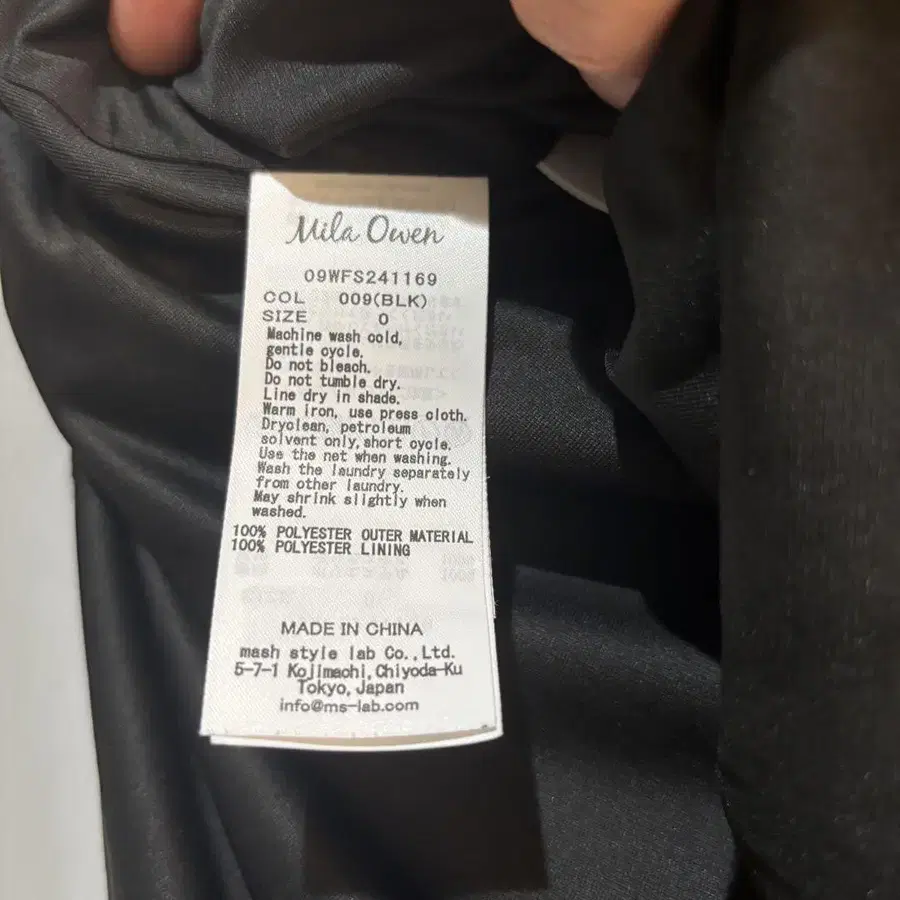 Mila Owen
09WFS241169
COL 009(BLK)
SIZE 0
Machine wash cold,
gentle cycle.
Do not bleach.
Do not tumble dry.
Line dry in shade.
Warm iron, use press cloth.
Dryclean, petroleum
solvent only, short cycle.
Use the net when washing.
Wash the laundry separately
from other laundry.
May shrink slightly when
washed.
100% POLYESTER OUTER MATERIAL
100% POLYESTER LINING
MADE IN CHINA
mash style lab Co., Ltd.
5-7-1 Kojimachi, Chiyoda-Ku
Tokyo, Japan
info@ms-lab.com